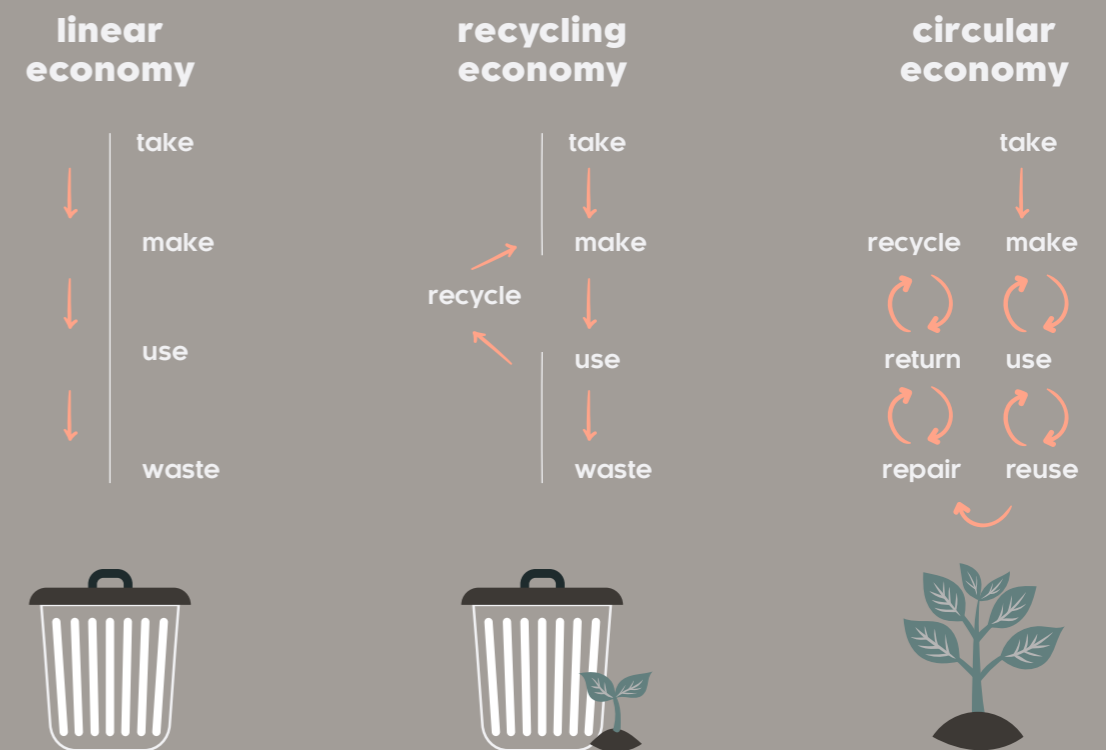 linear
economy
take
make
use
waste
recycling
economy
take
make
recycle
use
waste
circular
economy
take
recycle make
return use
repair reuse